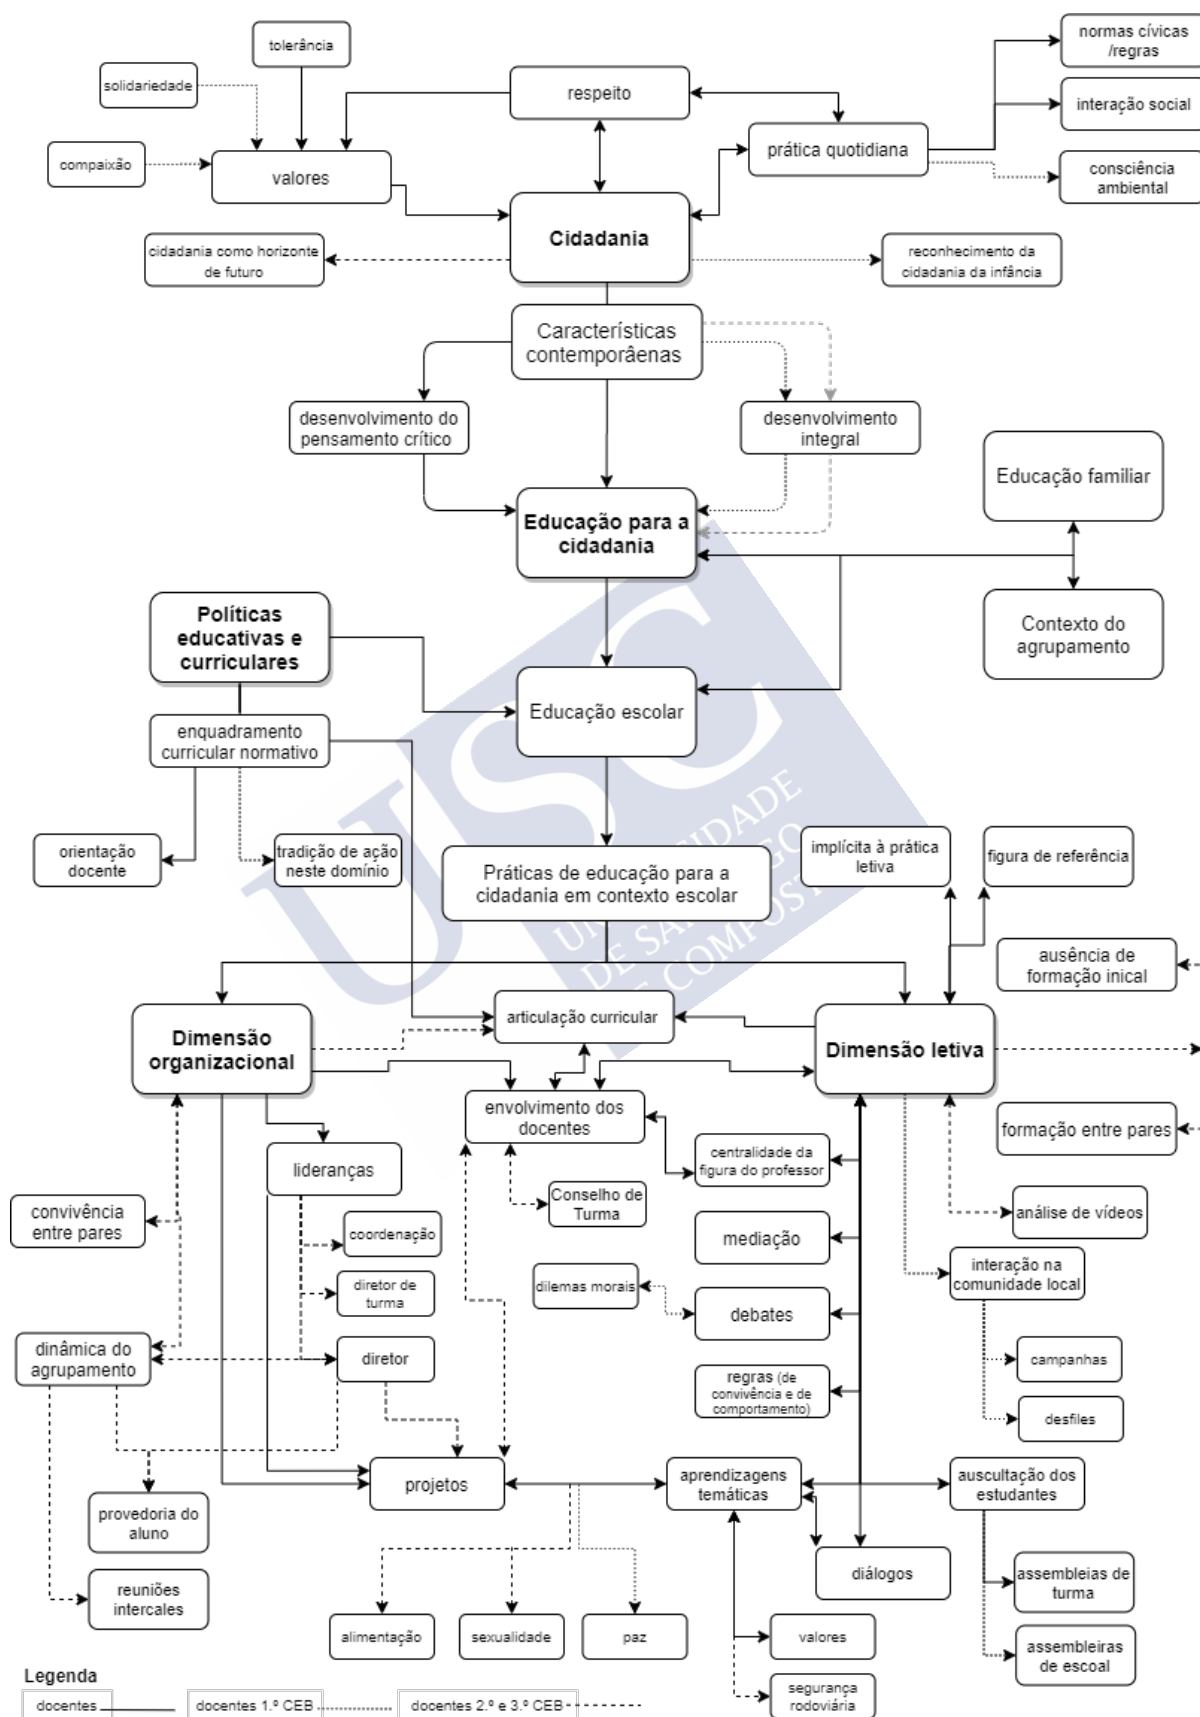 tolerância
normas cívicas
/regras
solidariedade
respeito
interação social
compaixão
valores
prática quotidiana
consciência
ambiental
Cidadania
cidadania como horizonte
de futuro
reconhecimento da
cidadania da infância
Características
contemporâenas
desenvolvimento do
pensamento crítico
desenvolvimento
integral
Educação familiar
Educação para a
cidadania
Políticas
educativas e
curriculares
Contexto do
agrupamento
Educação escolar
enquadramento
curricular normativo
orientação
docente
tradição de ação
neste domínio
Práticas de educação para a
cidadania em contexto escolar
implícita à prática
letiva
figura de referência
ausência de
formação inical
Dimensão
organizacional
articulação curricular
Dimensão letiva
envolvimento dos
docentes
formação entre pares
lideranças
centralidade da
figura do professor
convivência
entre pares
Conselho de
Turma
análise de vídeos
coordenação
mediação
interação na
comunidade local
diretor de
turma
dilemas morais
debates
dinâmica do
agrupamento
diretor
campanhas
regras (de
convivência e de
comportamento)
desfiles
projetos
aprendizagens
temáticas
auscultação dos
estudantes
provedoria do
aluno
diálogos
assembleias de
turma
reuniões
intercales
alimentação
sexualidade
paz
valores
assembleiras
de escoal
segurança
rodoviária
Legenda
docentes
docentes 1.º CEB
docentes 2.º e 3.º CEB
USC